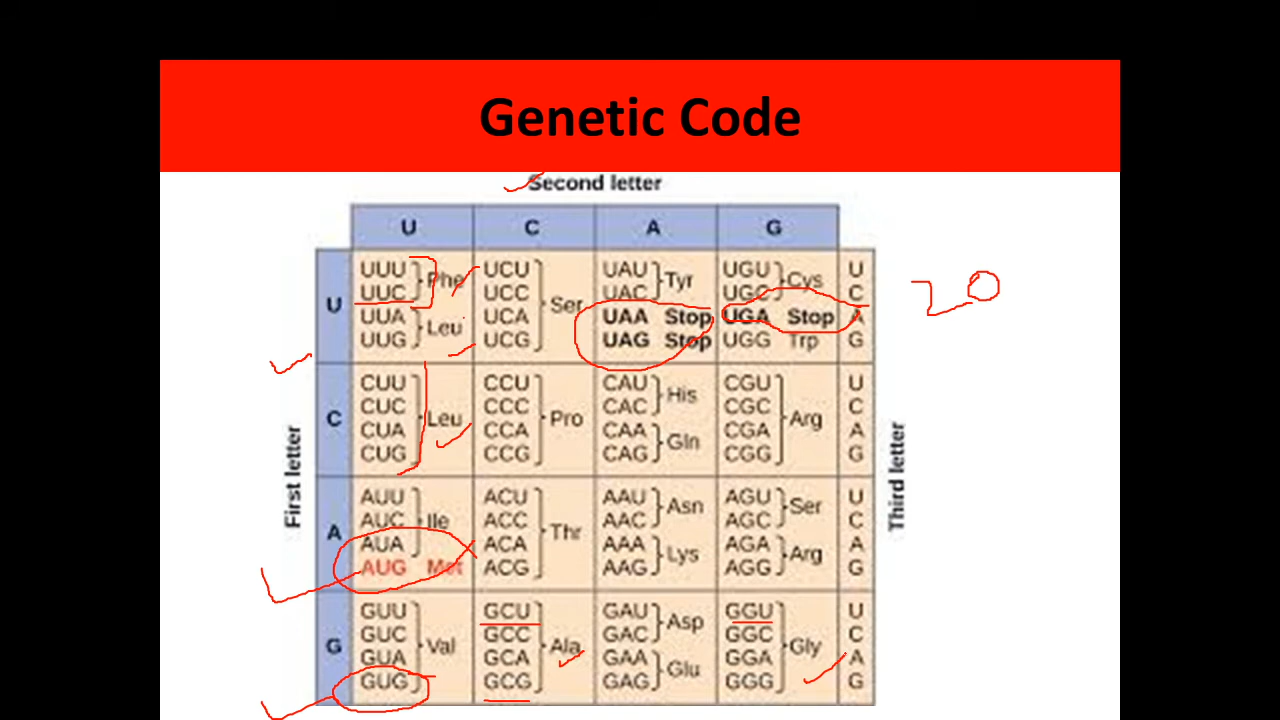 Genetic Code
Second letter
U C A G
First letter
Third letter
U
UUU UCU UAU UGU U
Phe Tyr Cys
UUC UCC UAC UGC C
Ser
UUA UCA UAA Stop UGA Stop A
Leu
UUG UCG UAG Stop UGG Trp G
C
CUU CCU CAU CGU U
His
CUC CCC CAC CGC C
Leu Pro Arg
CUA CCA CAA CGA A
Gln
CUG CCG CAG CGG G
A
AUU ACU AAU AGU U
Asn Ser
AUC Ile ACC AAC AGC C
Thr
AUA ACA AAA AGA A
Lys Arg
AUG Met ACG AAG AGG G
G
GUU GCU GAU GGU U
Asp
GUC GCC GAC GGC C
Val Ala Gly
GUA GCA GAA GGA A
Glu
GUG GCG GAG GGG G
20